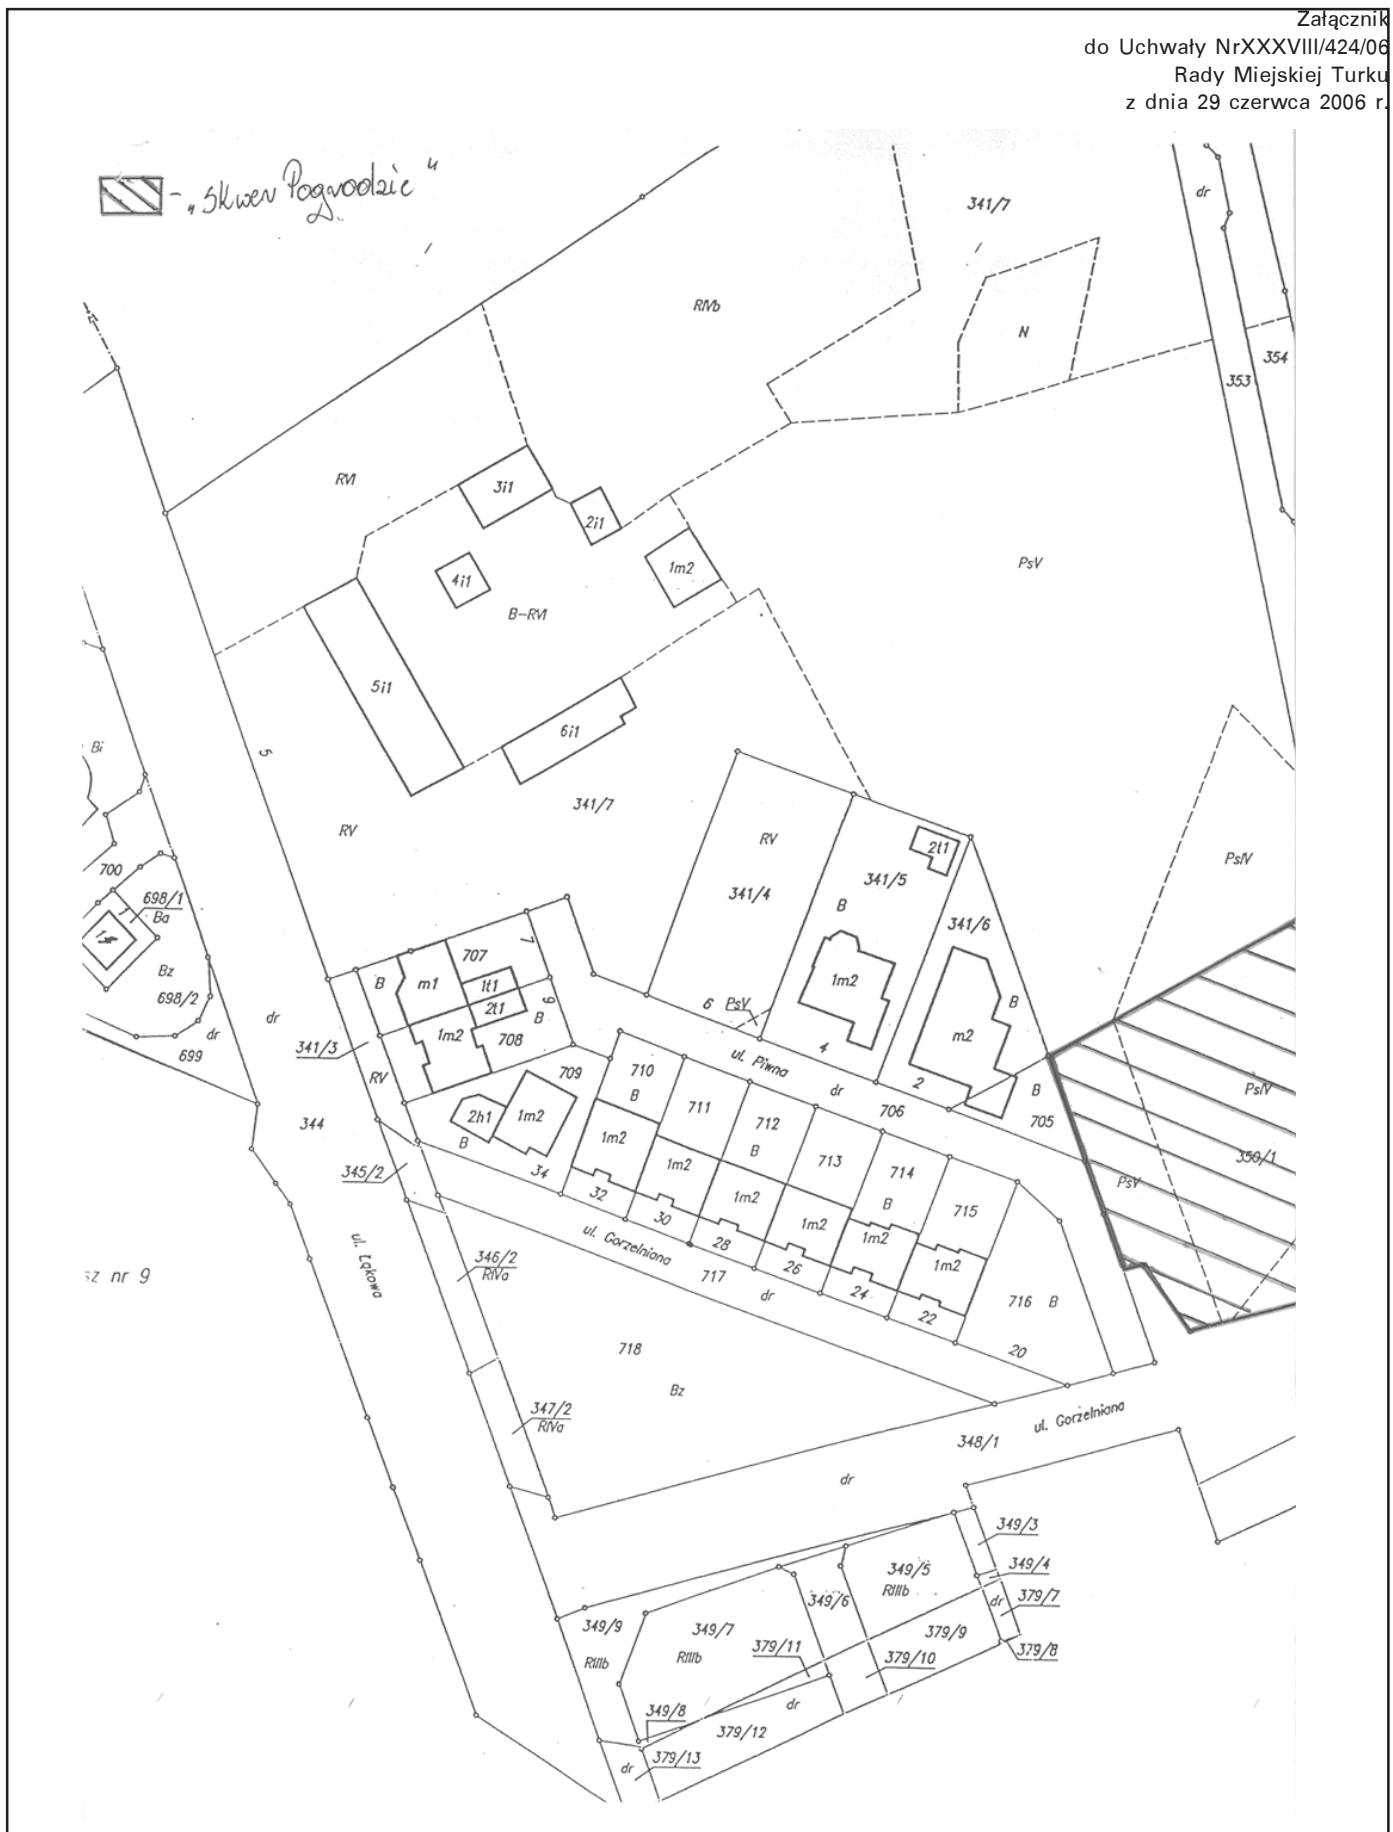 Załącznik
do Uchwały NrXXXVIII/424/06
Rady Miejskiej Turku
z dnia 29 czerwca 2006 r.
- „Skwer Pogrodzie"
341/7
dr
RIVb
N
354
353
RVI
3i1
2i1
1m2
4i1
PsV
B-RVI
5i1
6i1
5
Bi
341/7
RV
RV
341/4
341/5
2t1
PsIV
700
698/1
Ba
B
341/6
707
7
B
m1
1t1
2t1
9
B
1m2
708
Bz
698/2
dr
699
dr
341/3
RV
6
PsV
1m2
4
m2
B
ul. Piwna
dr
2
706
B
705
PsIV
350/1
PsV
709
710
B
711
712
B
713
714
B
715
2h1
1m2
B
34
1m2
32
1m2
30
1m2
28
1m2
26
1m2
24
1m2
22
716
B
20
344
345/2
ul. Gorzelniana
717
dr
ul. Łąkowa
346/2
RIVa
sz nr 9
718
Bz
347/2
RIVa
ul. Gorzelniana
348/1
dr
349/3
349/4
349/5
RIIIb
349/6
dr
379/7
349/9
349/7
RIIIb
RIIIb
379/11
379/9
379/10
379/8
349/8
dr
379/12
dr
379/13